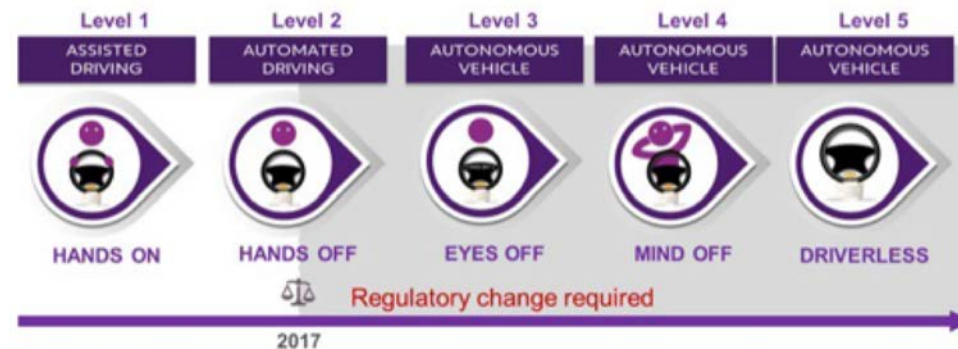 Level 1 Level 2 Level 3 Level 4 Level 5
ASSISTED AUTOMATED AUTONOMOUS AUTONOMOUS AUTONOMOUS
DRIVING DRIVING VEHICLE VEHICLE VEHICLE
HANDS ON HANDS OFF EYES OFF MIND OFF DRIVERLESS
Regulatory change required
2017